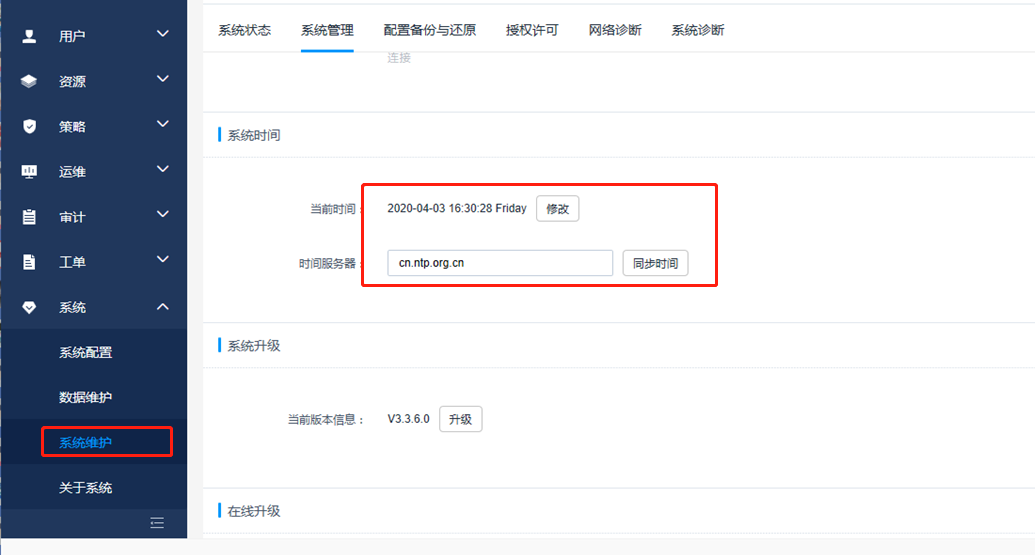 用户
资源
策略
运维
审计
工单
系统
系统配置
数据维护
系统维护
关于系统
系统状态 系统管理 配置备份与还原 授权许可 网络诊断 系统诊断
连接
系统时间
当前时间： 2020-04-03 16:30:28 Friday 修改
时间服务器： cn.ntp.org.cn 同步时间
系统升级
当前版本信息： V3.3.6.0 升级
在线升级